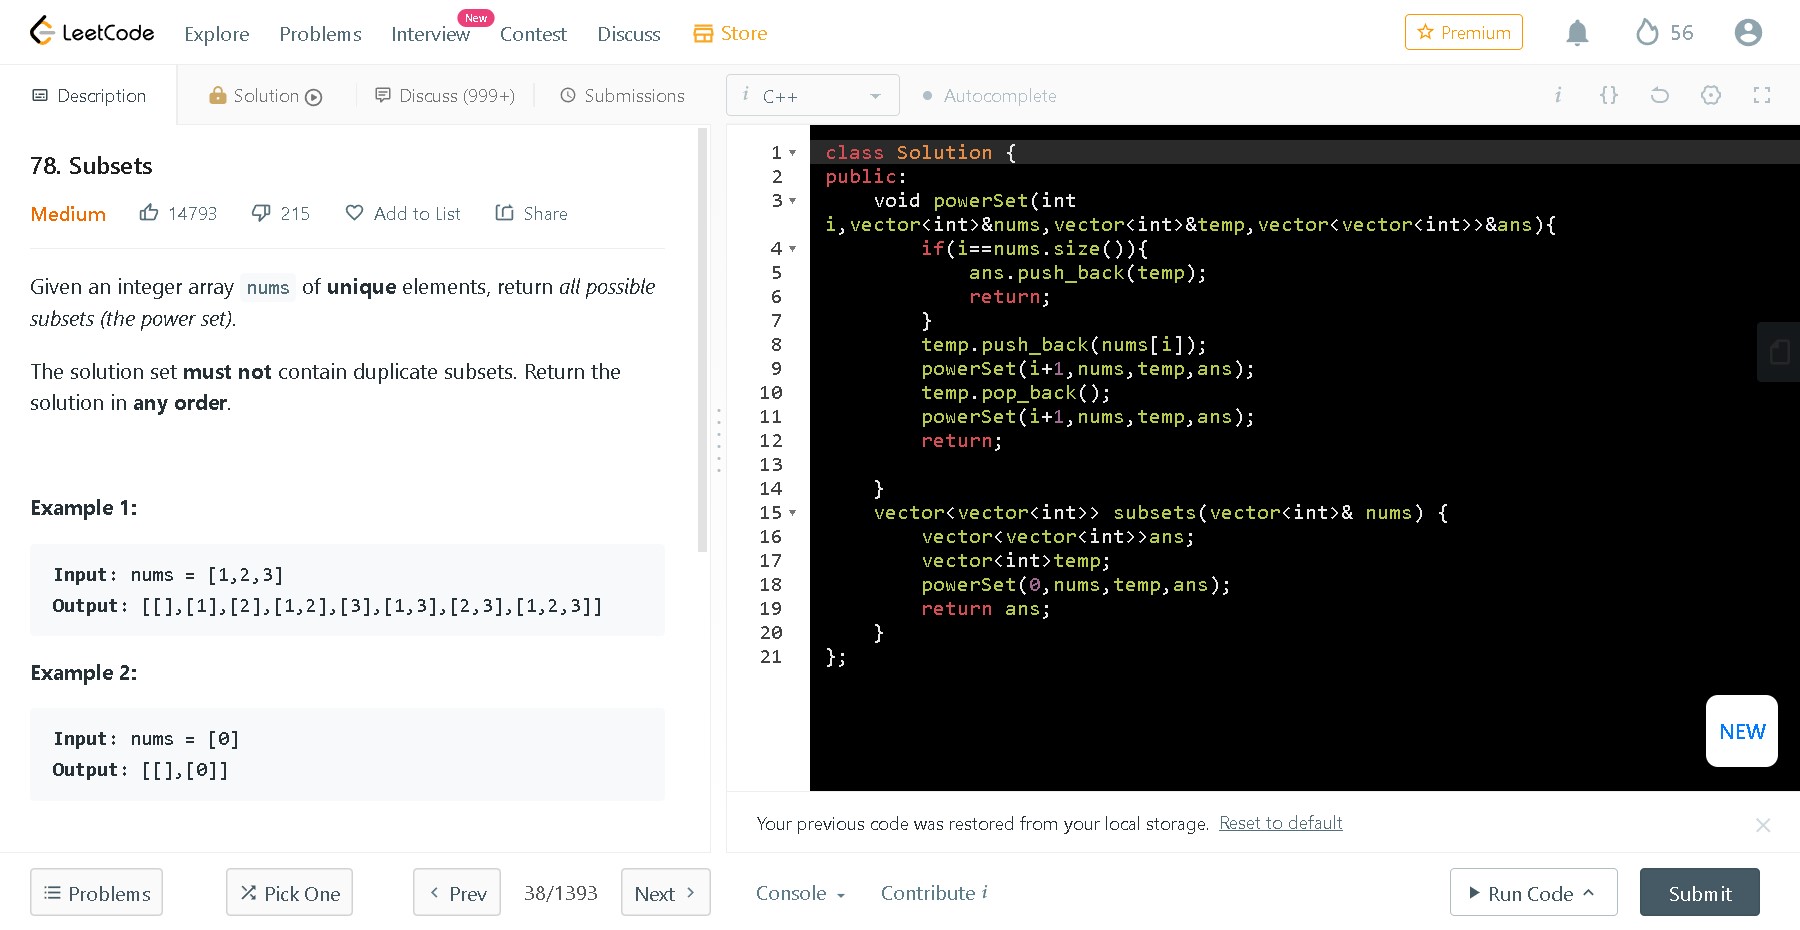 LeetCode
Explore
Problems
Interview
New
Contest
Discuss
Store
Premium
56
Description
Solution
Discuss (999+)
Submissions
i C++
Autocomplete
i {}
78. Subsets
Medium
14793
215
Add to List
Share
Given an integer array nums of unique elements, return all possible
subsets (the power set).
The solution set must not contain duplicate subsets. Return the
solution in any order.
Example 1:
Input: nums = [1,2,3]
Output: [[],[1],[2],[1,2],[3],[1,3],[2,3],[1,2,3]]
Example 2:
Input: nums = [0]
Output: [[],[0]]
1 class Solution {
2 public:
3     void powerSet(int
i,vector<int>&nums,vector<int>&temp,vector<vector<int>>&ans){
4         if(i==nums.size()){
5             ans.push_back(temp);
6             return;
7         }
8         temp.push_back(nums[i]);
9         powerSet(i+1,nums,temp,ans);
10         temp.pop_back();
11         powerSet(i+1,nums,temp,ans);
12         return;
13
14     }
15     vector<vector<int>> subsets(vector<int>& nums) {
16         vector<vector<int>>ans;
17         vector<int>temp;
18         powerSet(0,nums,temp,ans);
19         return ans;
20     }
21 };
NEW
Your previous code was restored from your local storage. Reset to default
Problems
Pick One
Prev
38/1393
Next
Console
Contribute i
Run Code
Submit